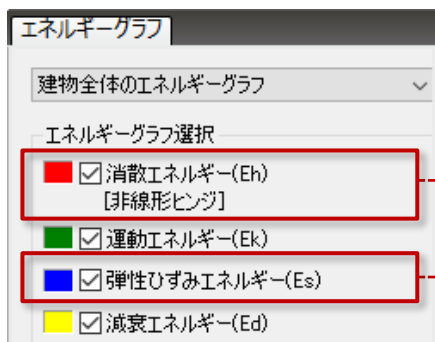 エネルギーグラフ
建物全体のエネルギーグラフ
エネルギーグラフ選択
消散エネルギー(Eh)
[非線形ヒンジ]
運動エネルギー(Ek)
弾性ひずみエネルギー(Es)
減衰エネルギー(Ed)